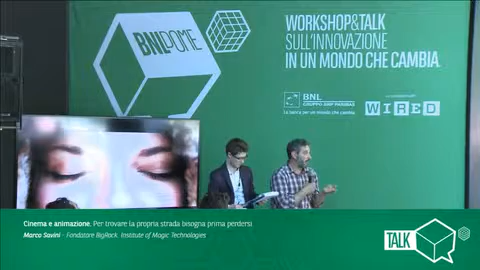 BNLDOME
WORKSHOP&TALK
SULL'INNOVAZIONE
IN UN MONDO CHE CAMBIA.
BNL
GRUPPO BNP PARIBAS
La banca per un mondo che cambia
WIRED
Cinema e animazione. Per trovare la propria strada bisogna prima perdersi
Marco Savini - Fondatore BigRock. Institute of Magic Technologies
TALK